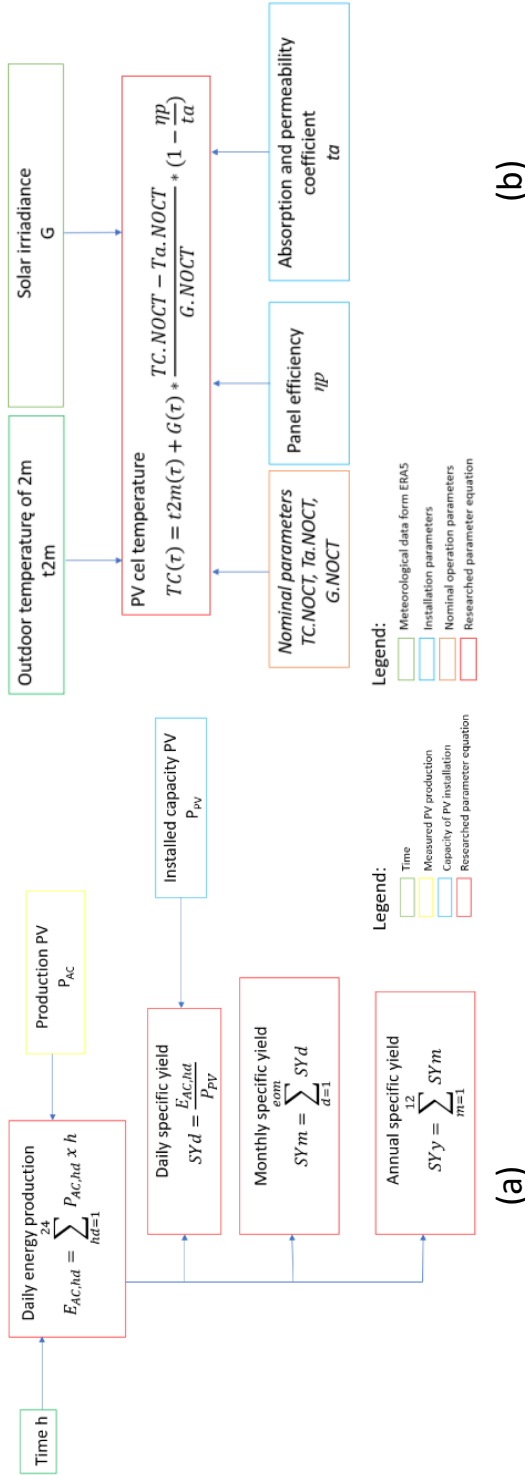 Time h
Daily energy production
E_{AC,hd} = \sum_{hd=1}^{24} P_{AC,hd} x h
Production PV
P_{AC}
Daily specific yield
SYd = \frac{E_{AC,hd}}{P_{PV}}
Installed capacity PV
P_{PV}
Monthly specific yield
SYm = \sum_{d=1}^{eom} SYd
Annual specific yield
SYy = \sum_{m=1}^{12} SYm
Legend:
Time
Measured PV production
Capacity of PV installation
Researched parameter equation
(a)
Outdoor temperaturę of 2m
t2m
Solar irriadiance
G
PV cel temperature
TC(τ) = t2m(τ) + G(τ) * \frac{TC.NOCT − Ta.NOCT}{G.NOCT} * (1 − \frac{ηp}{ta})
Nominal parameters
TC.NOCT, Ta.NOCT,
G.NOCT
Panel efficiency
ηp
Absorption and permeability
coefficient
ta
Legend:
Meteorological data form ERA5
Installation parameters
Nominal operation parameters
Researched parameter equation
(b)